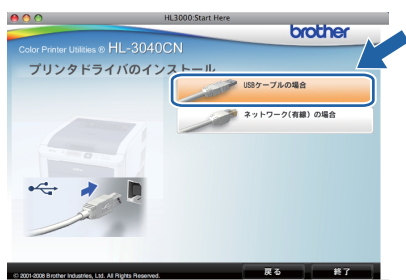 HL3000:Start Here
brother
Color Printer Utilities ® HL-3040CN
プリンタドライバのインストール
USBケーブルの場合
ネットワーク(有線) の場合
© 2001-2008 Brother Industries, Ltd. All Rights Reserved.
戻る
終了